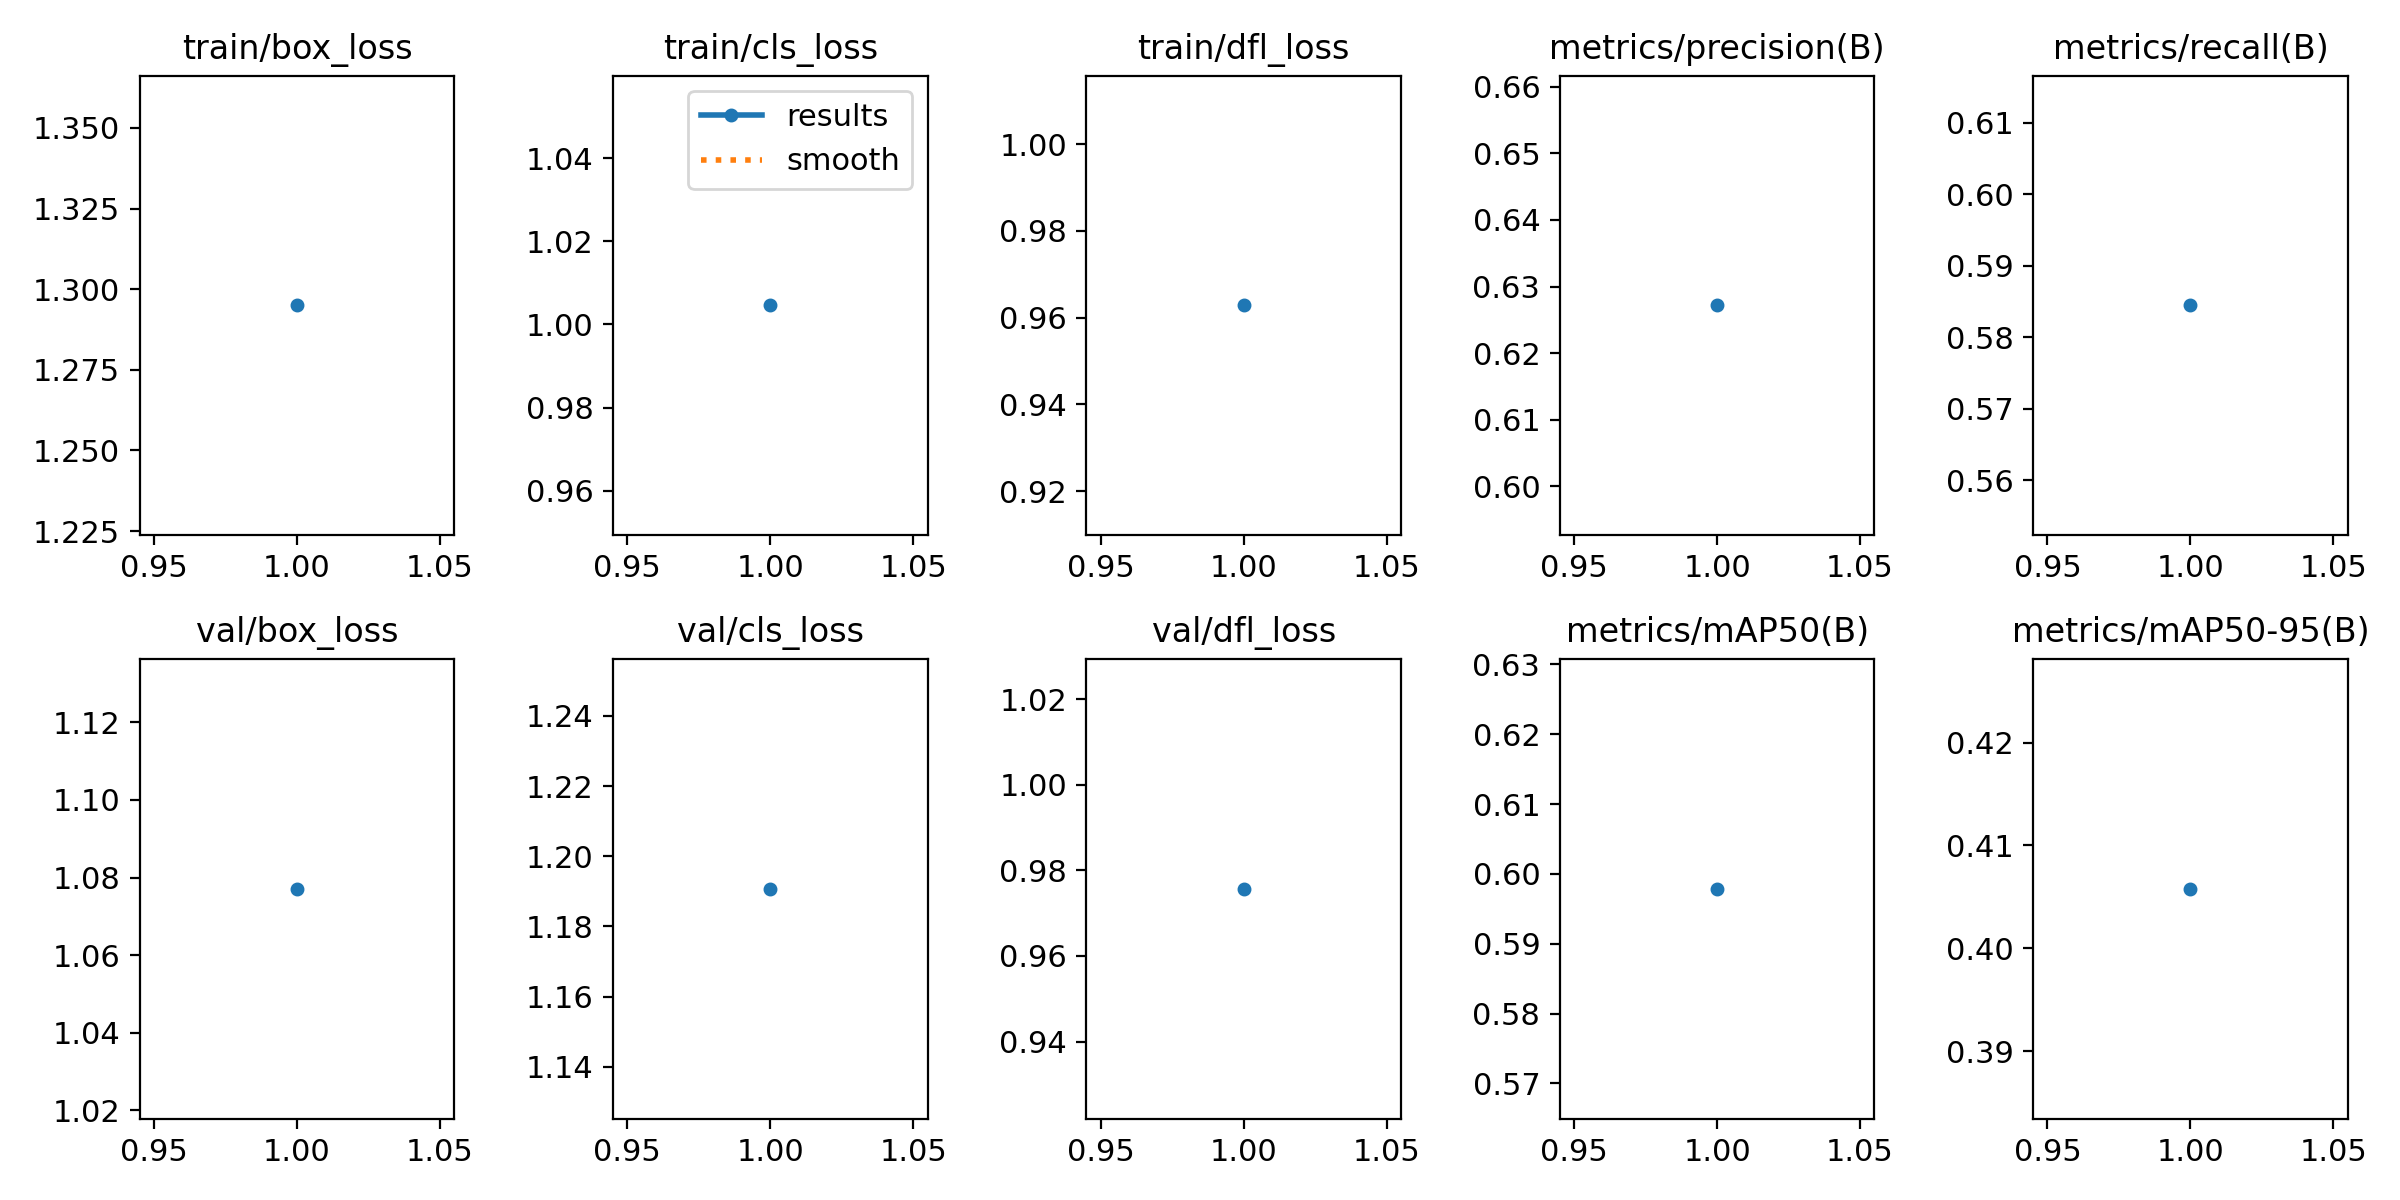 train/box_loss
1.350
1.325
1.300
1.275
1.250
1.225
0.95 1.00 1.05
train/cls_loss
results
smooth
1.04
1.02
1.00
0.98
0.96
0.95 1.00 1.05
train/dfl_loss
1.00
0.98
0.96
0.94
0.92
0.95 1.00 1.05
metrics/precision(B)
0.66
0.65
0.64
0.63
0.62
0.61
0.60
0.95 1.00 1.05
metrics/recall(B)
0.61
0.60
0.59
0.58
0.57
0.56
0.95 1.00 1.05
val/box_loss
1.12
1.10
1.08
1.06
1.04
1.02
0.95 1.00 1.05
val/cls_loss
1.24
1.22
1.20
1.18
1.16
1.14
0.95 1.00 1.05
val/dfl_loss
1.02
1.00
0.98
0.96
0.94
0.95 1.00 1.05
metrics/mAP50(B)
0.63
0.62
0.61
0.60
0.59
0.58
0.57
0.95 1.00 1.05
metrics/mAP50-95(B)
0.42
0.41
0.40
0.39
0.95 1.00 1.05